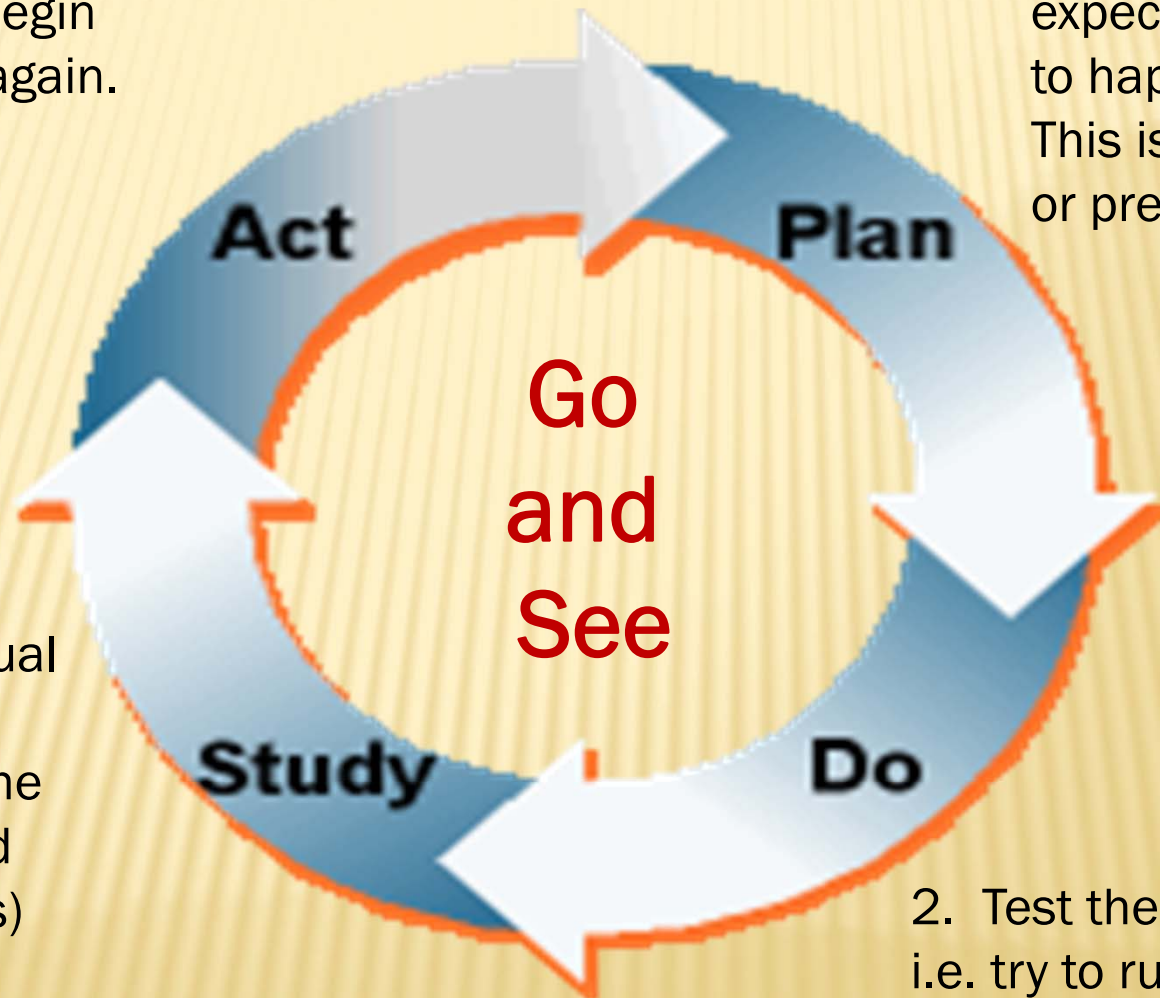 egin
again.
expec
to hap
This is
or pre
Act
Plan
Go
and
See
ual
ne
d
s)
Study
Do
2. Test the
i.e. try to ru